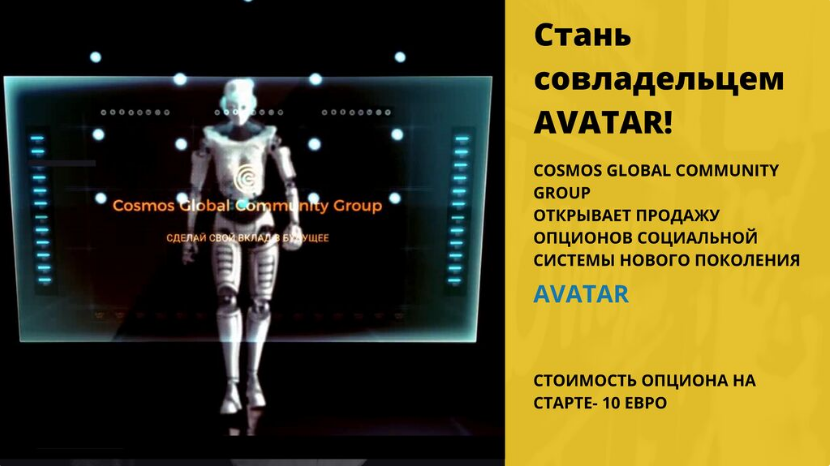 Cosmos Global Community Group
СДЕЛАЙ СВОЙ ВКЛАД В БУДУЩЕЕ
Стань
совладельцем
AVATAR!
COSMOS GLOBAL COMMUNITY
GROUP
ОТКРЫВАЕТ ПРОДАЖУ
ОПЦИОНОВ СОЦИАЛЬНОЙ
СИСТЕМЫ НОВОГО ПОКОЛЕНИЯ
AVATAR
СТОИМОСТЬ ОПЦИОНА НА
СТАРТЕ- 10 ЕВРО